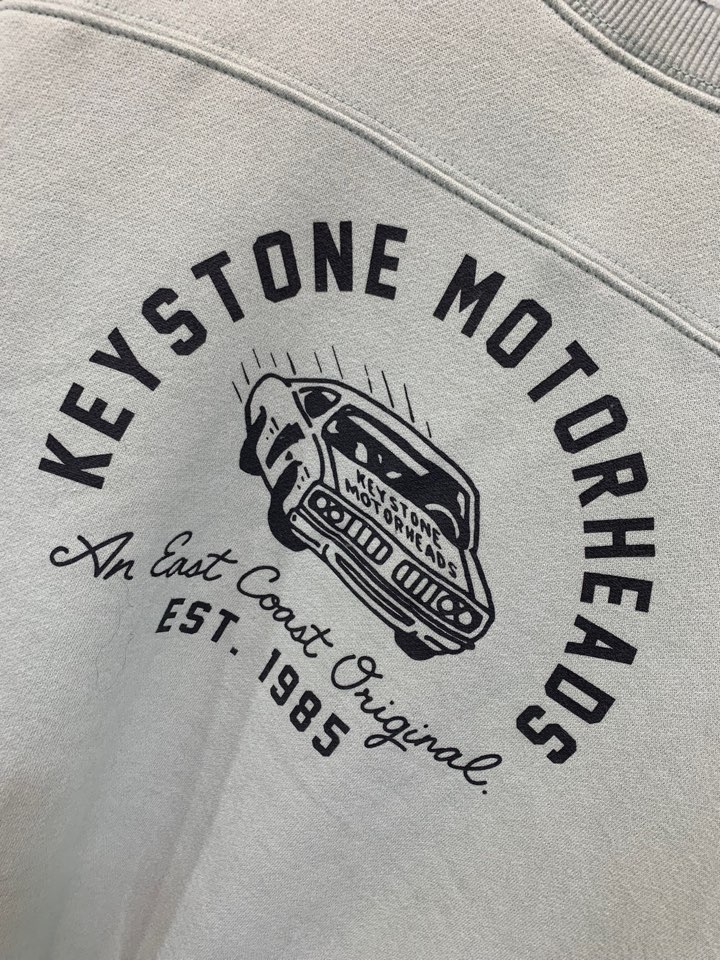 KEYSTONE MOTORHEADS
KEYSTONE
MOTORHEADS
An East Coast Original.
EST. 1985